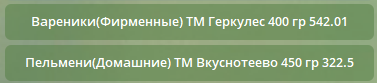 Вареники(Фирменные) ТМ Геркулес 400 гр 542.01
Пельмени(Домашние) ТМ Вкуснотеево 450 гр 322.5